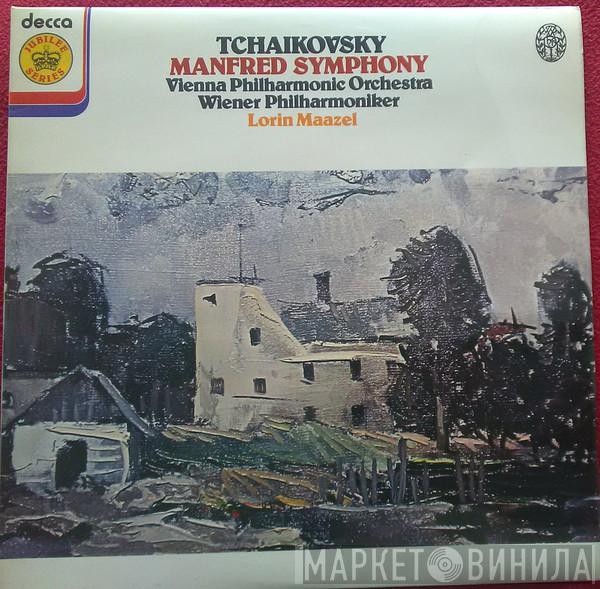 decca
JUBILEE
SERIES
TCHAIKOVSKY
MANFRED SYMPHONY
Vienna Philharmonic Orchestra
Wiener Philharmoniker
Lorin Maazel
МАРКЕТ ВИНИЛА